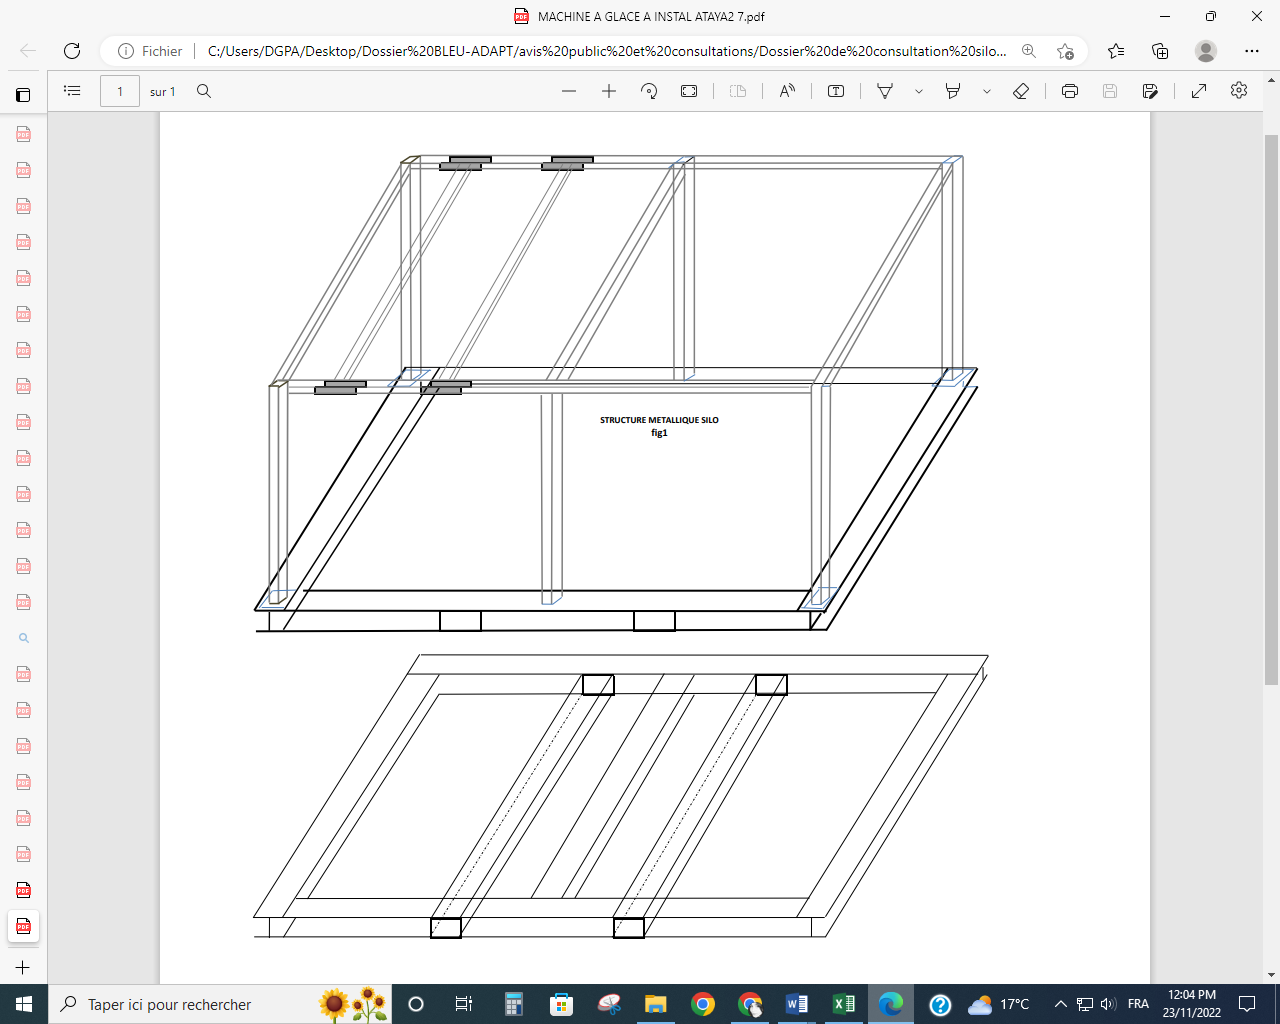 MACHINE A GLACE A INSTAL ATAYA2 7.pdf
Fichier
C:/Users/DGPA/Desktop/Dossier%20BLEU-ADAPT/avis%20public%20et%20consultations/Dossier%20de%20consultation%20silo...
1
sur 1
STRUCTURE METALLIQUE SILO
fig1
Taper ici pour rechercher
17°C
FRA
12:04 PM
23/11/2022